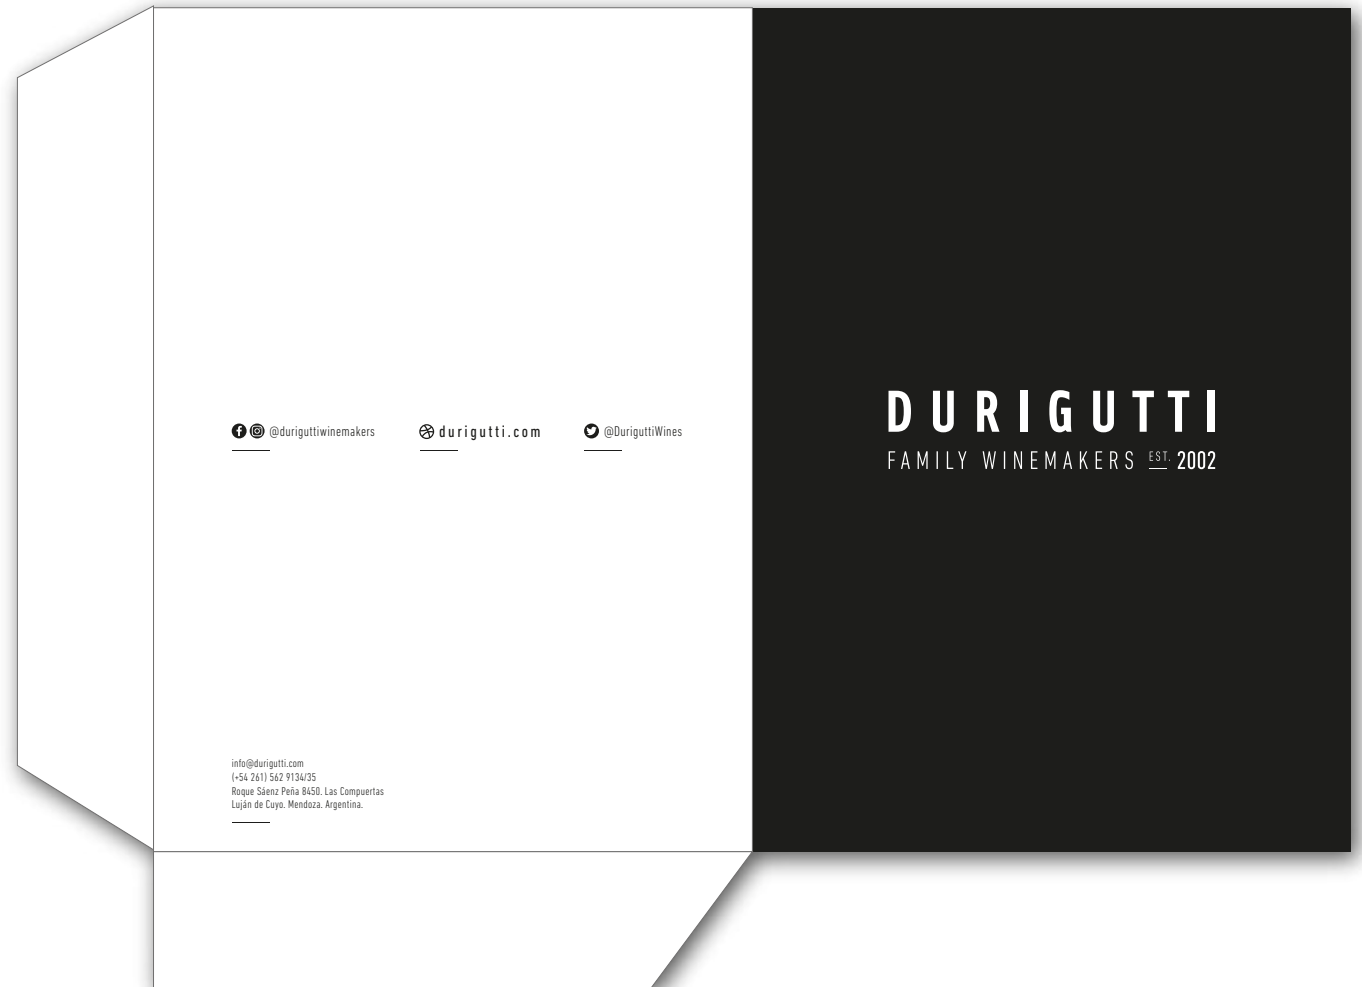 @duriguttiwinemakers
durigutti.com
@DuriguttiWines
info@durigutti.com
(+54 261) 562 9134/35
Roque Sáenz Peña 8450. Las Compuertas
Luján de Cuyo. Mendoza. Argentina.
DURIGUTTI
FAMILY WINEMAKERS EST. 2002